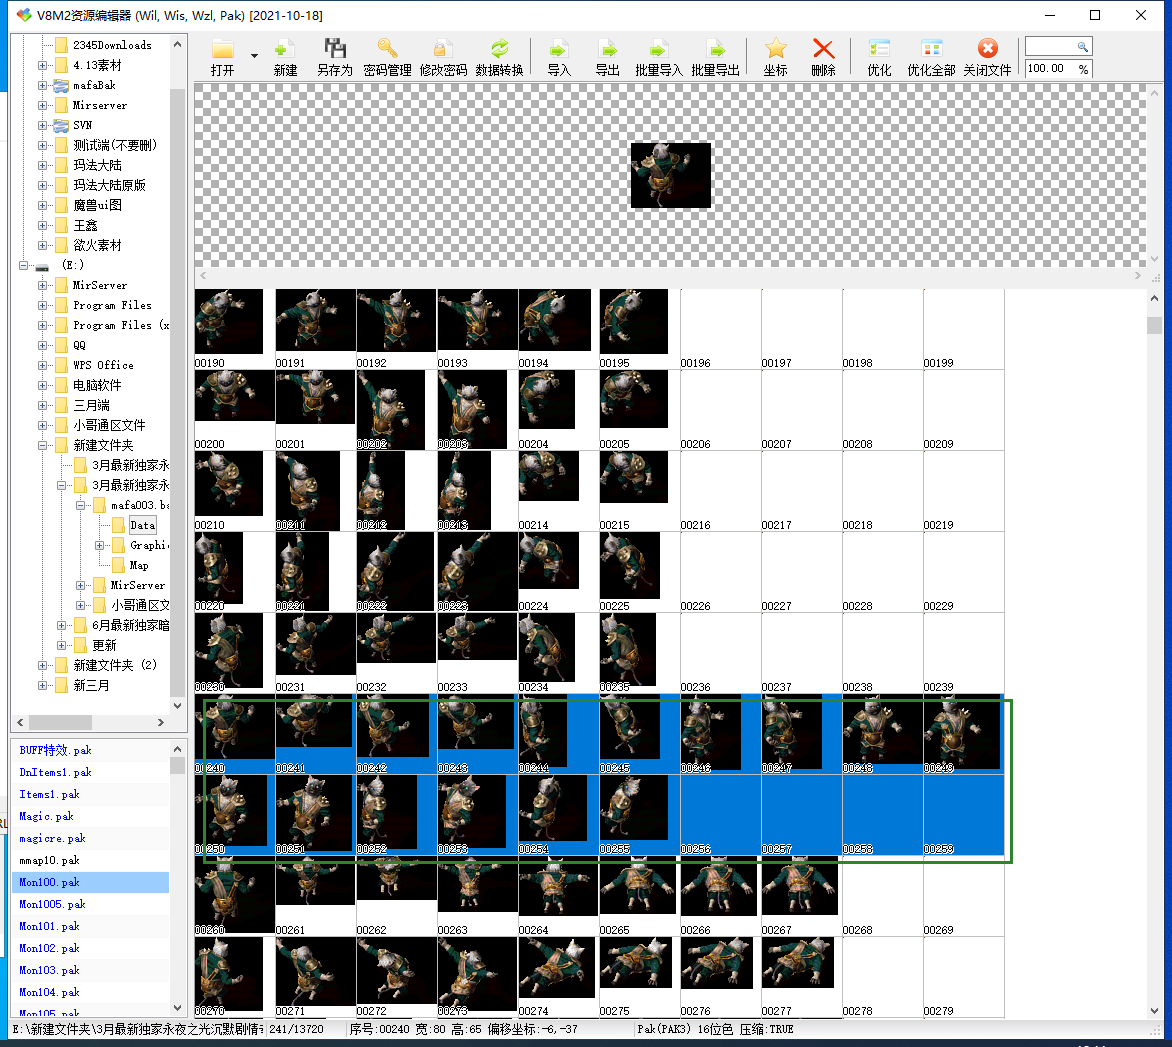 V8M2资源编辑器 (Wil, Wis, Wzl, Pak) [2021-10-18]
打开 新建 另存为 密码管理 修改密码 数据转换 导入 导出 批量导入 批量导出 坐标 删除 优化 优化全部 关闭文件
100.00 %
2345Downloads
4.13素材
mafaBak
Mirserver
SVN
测试端(不要删)
玛法大陆
玛法大陆原版
魔兽ui图
王鑫
欲火素材
(E:)
MirServer
Program Files
Program Files (x
QQ
WPS Office
电脑软件
三月端
小哥通区文件
新建文件夹
3月最新独家永
3月最新独家永
mafa003.ba
Data
Graphi
Map
MirServer
小哥通区文
6月最新独家暗
更新
新建文件夹 (2)
新三月
BUFF特效.pak
DnItems1.pak
Items1.pak
Magic.pak
magicre.pak
mmap10.pak
Mon100.pak
Mon1005.pak
Mon101.pak
Mon102.pak
Mon103.pak
Mon104.pak
Mon105.pak
00190 00191 00192 00193 00194 00195 00196 00197 00198 00199
00200 00201 00202 00203 00204 00205 00206 00207 00208 00209
00210 00211 00212 00213 00214 00215 00216 00217 00218 00219
00220 00221 00222 00223 00224 00225 00226 00227 00228 00229
00230 00231 00232 00233 00234 00235 00236 00237 00238 00239
00240 00241 00242 00243 00244 00245 00246 00247 00248 00249
00250 00251 00252 00253 00254 00255 00256 00257 00258 00259
00260 00261 00262 00263 00264 00265 00266 00267 00268 00269
00270 00271 00272 00273 00274 00275 00276 00277 00278 00279
E:\新建文件夹\3月最新独家永夜之光沉默剧情 241/13720 序号:00240 宽:80 高:65 偏移坐标:-6,-37 Pak(PAK3) 16位色 压缩:TRUE